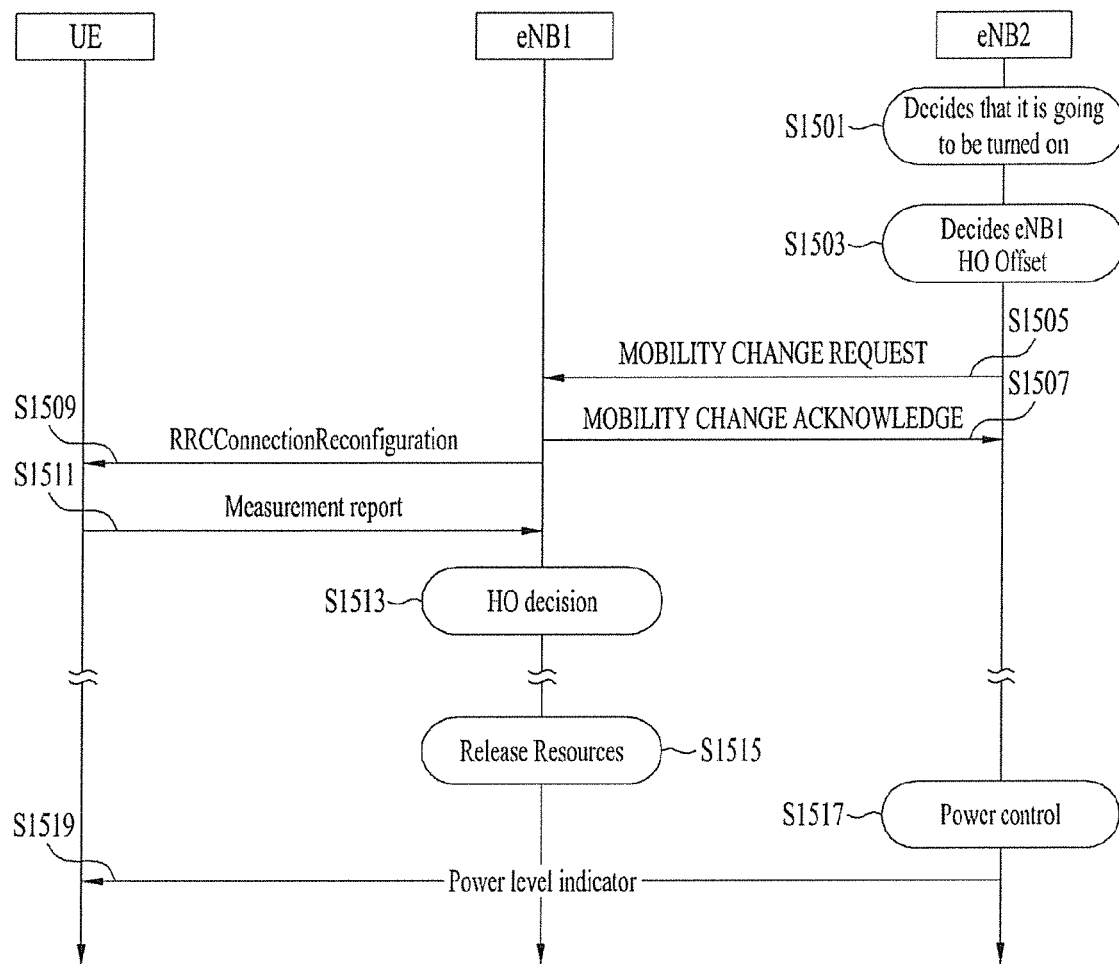 UE
eNB1
eNB2
S1501
Decides that it is going
to be turned on
S1503
Decides eNB1
HO Offset
S1505
MOBILITY CHANGE REQUEST
S1507
MOBILITY CHANGE ACKNOWLEDGE
S1509
RRCConnectionReconfiguration
S1511
Measurement report
S1513
HO decision
Release Resources
S1515
S1517
Power control
S1519
Power level indicator